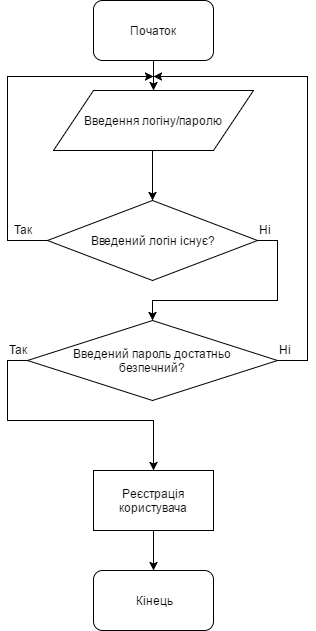 Початок
Введення логіну/паролю
Так
Ні
Введений логін існує?
Так
Ні
Введений пароль достатньо
безпечний?
Реєстрація
користувача
Кінець